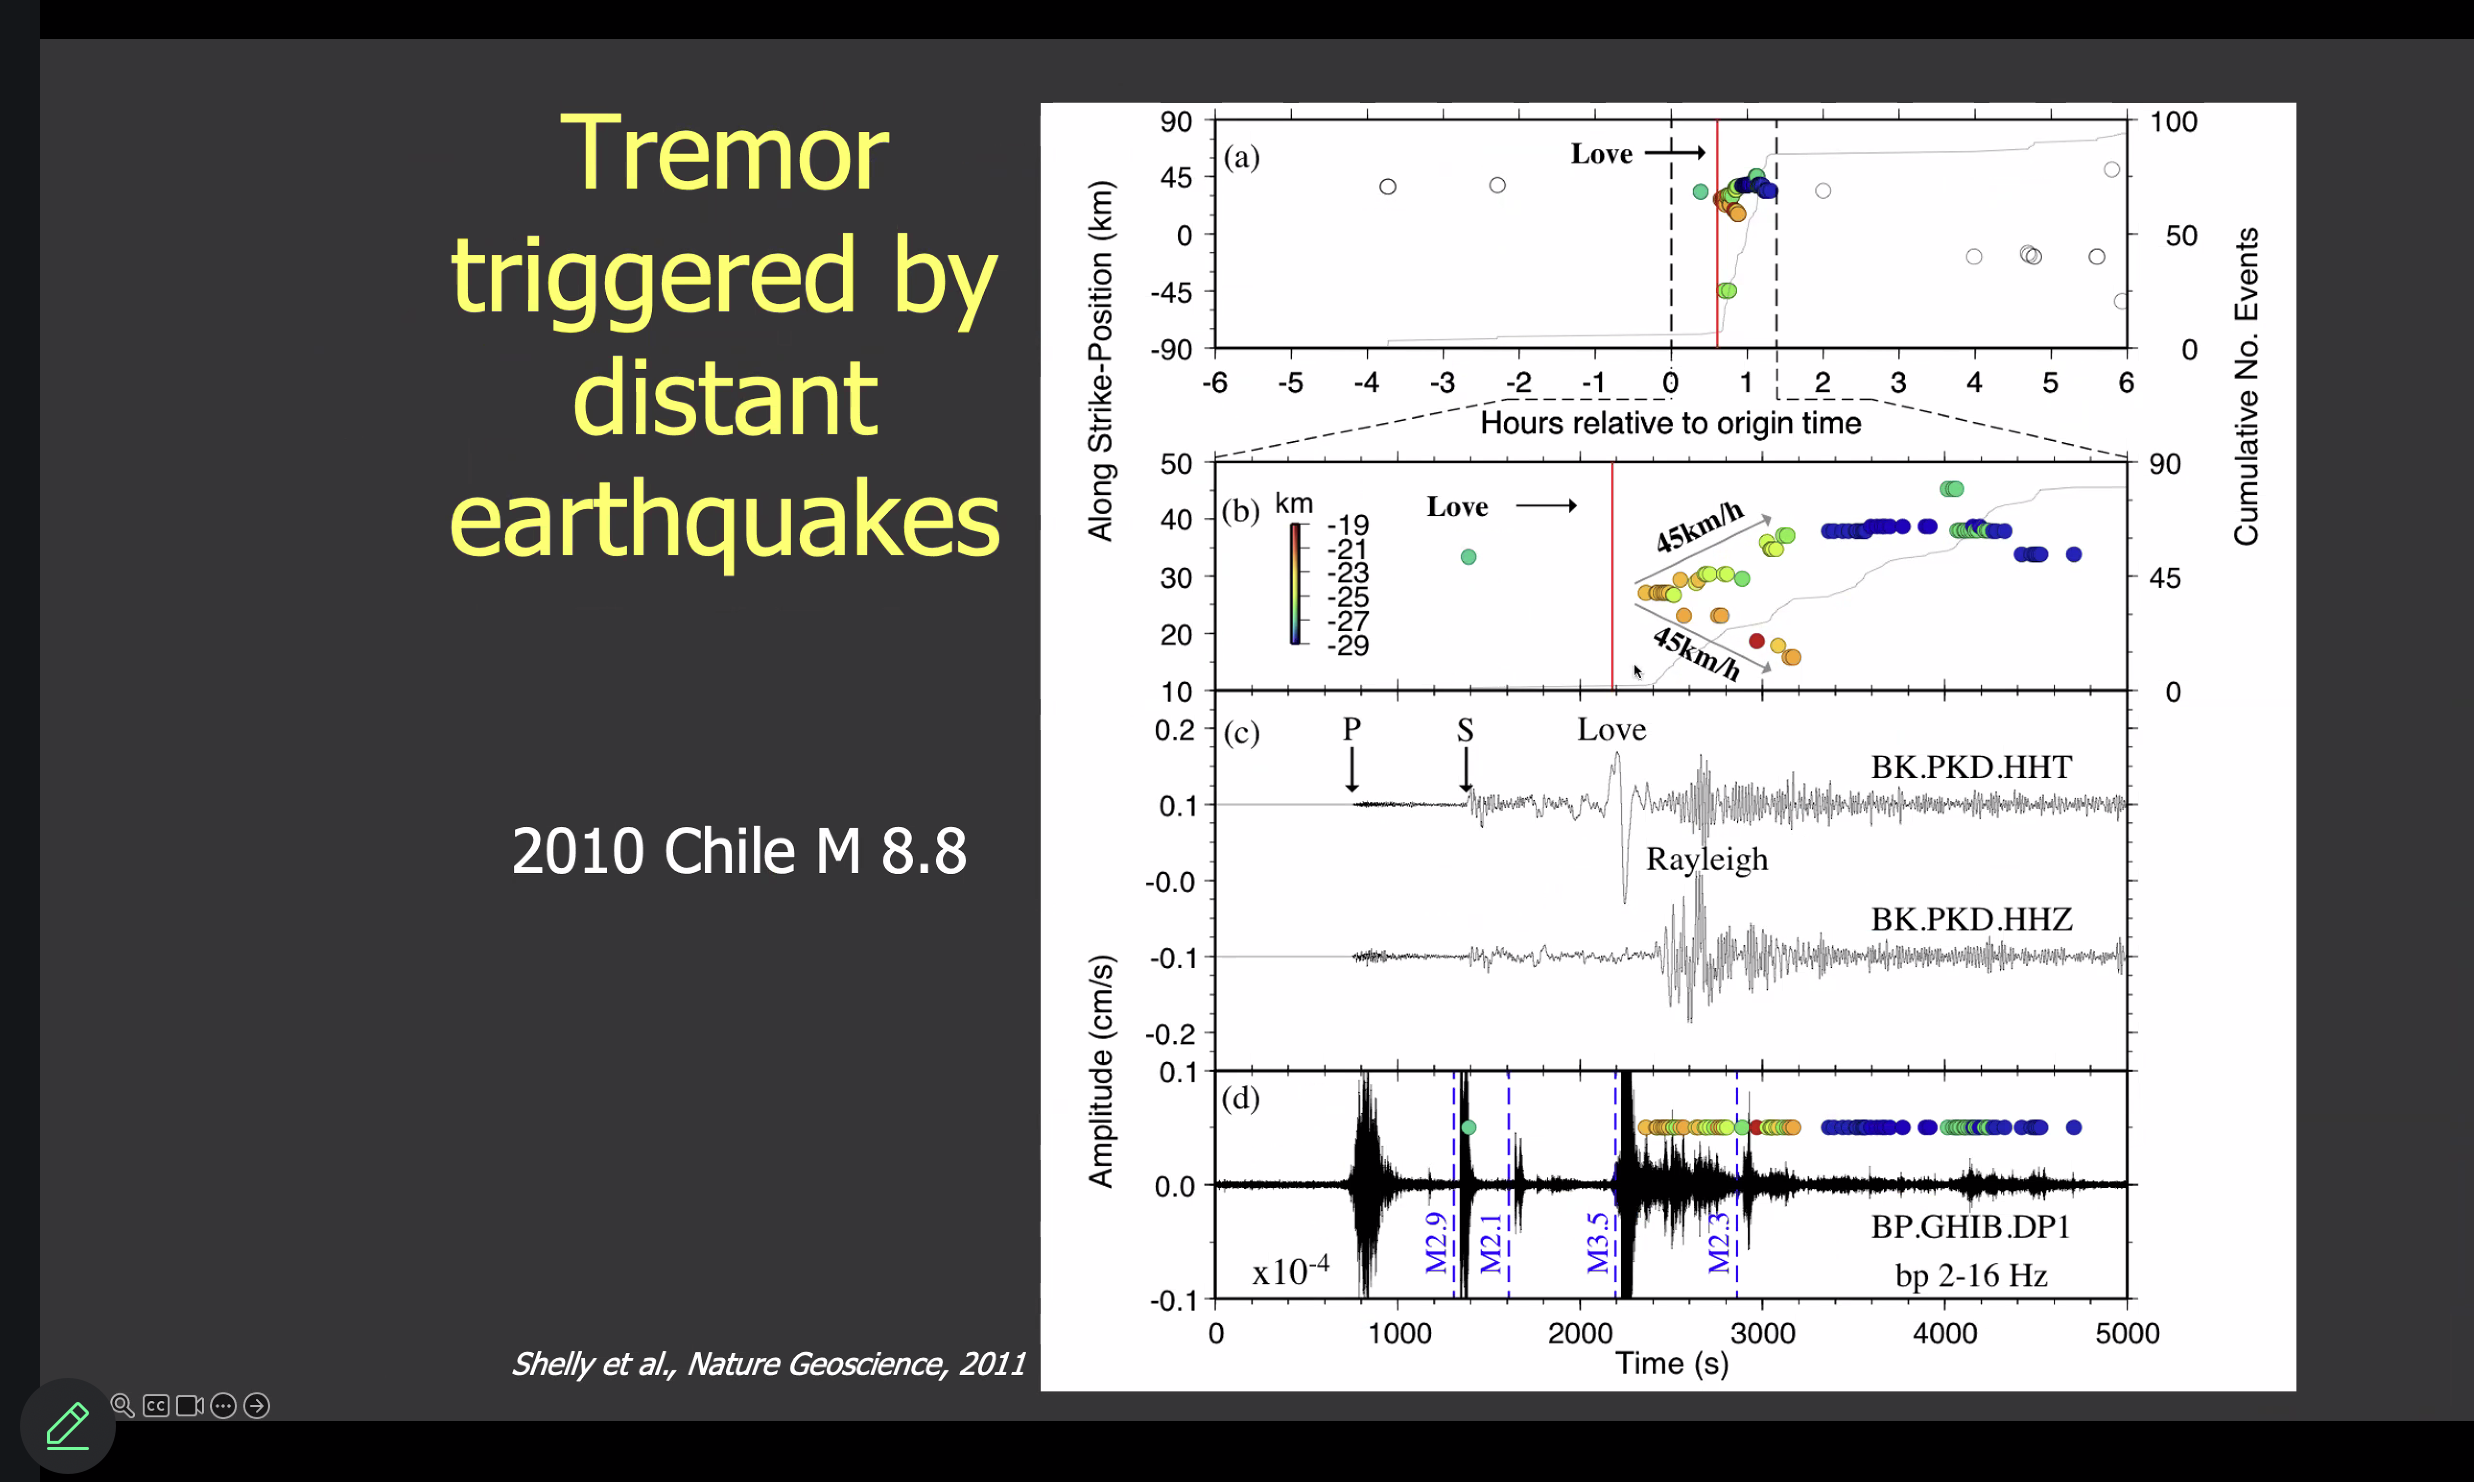 Tremor
triggered by
distant
earthquakes
2010 Chile M 8.8
Shelly et al., Nature Geoscience, 2011
CC
Along Strike-Position (km)
Cumulative No. Events
Amplitude (cm/s)
90
45
0
-45
-90
100
50
0
(a)
Love
-6 -5 -4 -3 -2 -1 0 1 2 3 4 5 6
Hours relative to origin time
50
40
30
20
10
90
45
0
(b)
km
-19
-21
-23
-25
-27
-29
Love
45km/h
45km/h
0.2
0.1
-0.0
-0.1
-0.2
(c)
P S Love
BK.PKD.HHT
Rayleigh
BK.PKD.HHZ
0.1
0.0
-0.1
(d)
M2.9
M2.1
M3.5
M2.3
BP.GHIB.DP1
x10-4
bp 2-16 Hz
0 1000 2000 3000 4000 5000
Time (s)